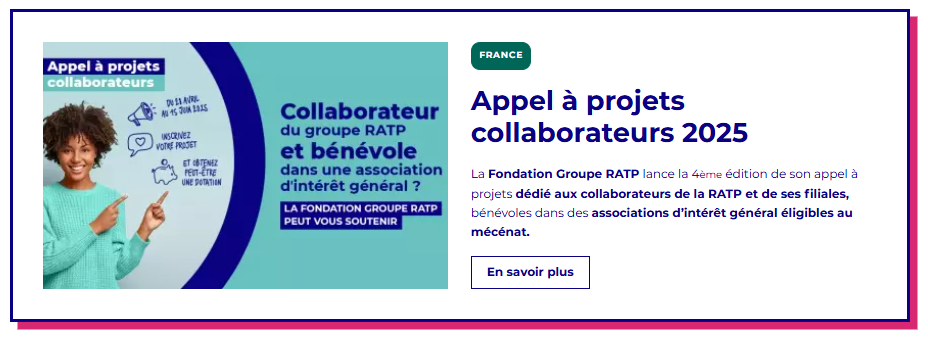 Appel à projets
collaborateurs
DU 22 AVRIL
AU 15 JUIN 2025
INSCRIVEZ
VOTRE PROJET
ET OBTENEZ
PEUT-ÊTRE
UNE DOTATION
Collaborateur
du groupe RATP
et bénévole
dans une association
d'intérêt général ?
LA FONDATION GROUPE RATP
PEUT VOUS SOUTENIR
FRANCE
Appel à projets
collaborateurs 2025
La Fondation Groupe RATP lance la 4ème édition de son appel à
projets dédié aux collaborateurs de la RATP et de ses filiales,
bénévoles dans des associations d'intérêt général éligibles au
mécénat.
En savoir plus